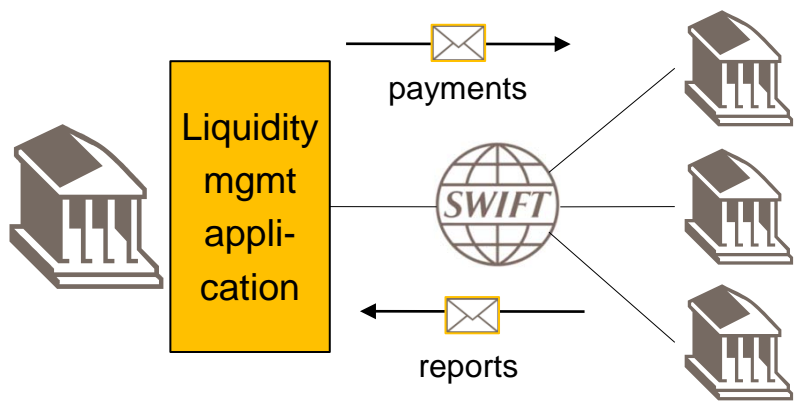 payments
Liquidity
mgmt
appli-
cation
SWIFT
reports